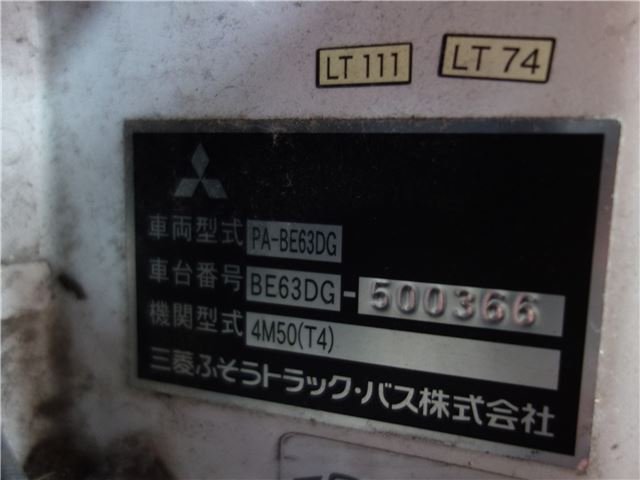 LT 111 LT 74
車両型式 PA-BE63DG
車台番号 BE63DG-500366
機関型式 4M50(T4)
三菱ふそうトラック・バス株式会社